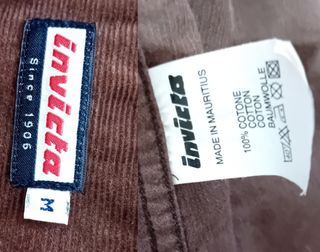 invicta
Since 1906
M
invicta
MADE IN MAURITIUS
100% COTONE
COTTON
COTON
BAUMWOLLE